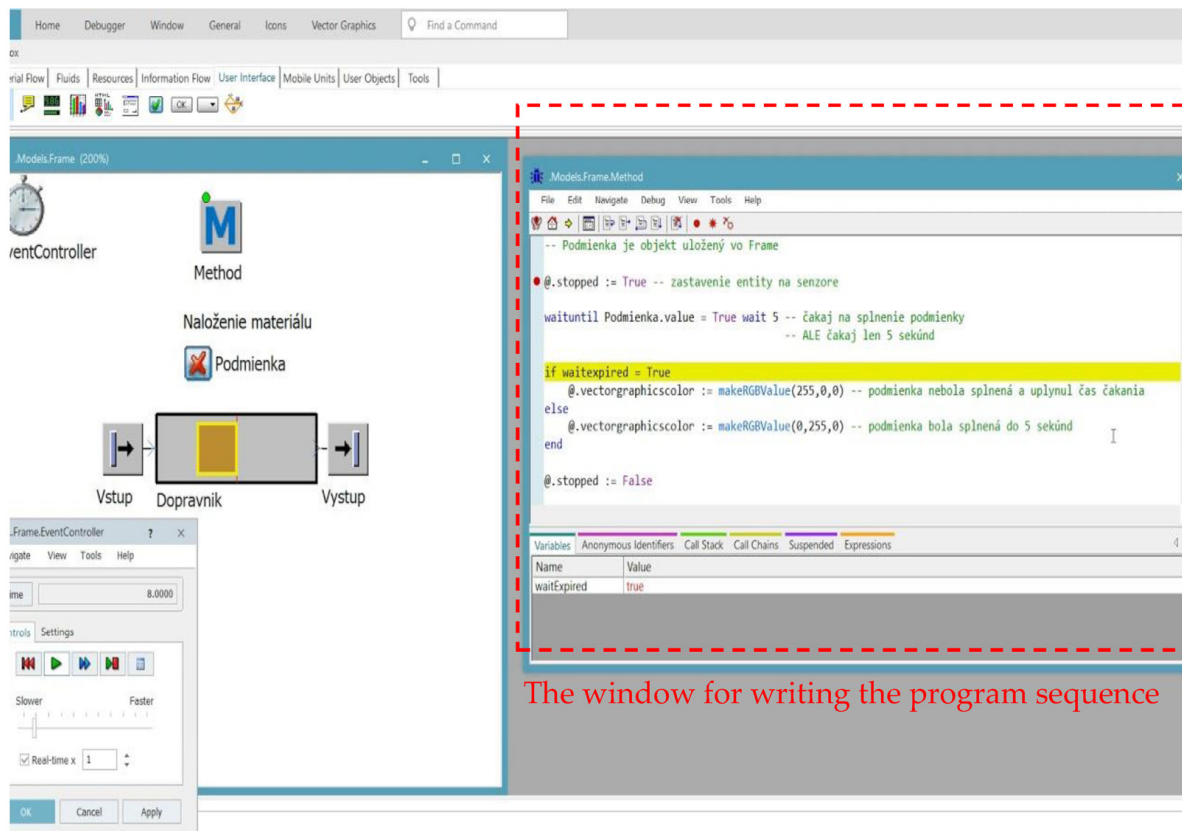 Home Debugger Window General Icons Vector Graphics Find a Command
ox
erial Flow Fluids Resources Information Flow User Interface Mobile Units User Objects Tools
OK
.Models.Frame (200%)
ventController
M
Method
Naloženie materiálu
Podmienka
Vstup Dopravnik Vystup
.Frame.EventController ?
vigate View Tools Help
ime 8.0000
ntrols Settings
Slower Faster
Real-time x 1
OK Cancel Apply
.Models.Frame.Method
File Edit Navigate Debug View Tools Help
-- Podmienka je objekt uložený vo Frame
@.stopped := True -- zastavenie entity na senzore
waituntil Podmienka.value = True wait 5 -- čakaj na splnenie podmienky
-- ALE čakaj len 5 sekúnd
if waitexpired = True
@.vectorgraphicscolor := makeRGBValue(255,0,0) -- podmienka nebola splnená a uplynul čas čakania
else
@.vectorgraphicscolor := makeRGBValue(0,255,0) -- podmienka bola splnená do 5 sekúnd
end
@.stopped := False
Variables Anonymous Identifiers Call Stack Call Chains Suspended Expressions
Name Value
waitExpired true
The window for writing the program sequence